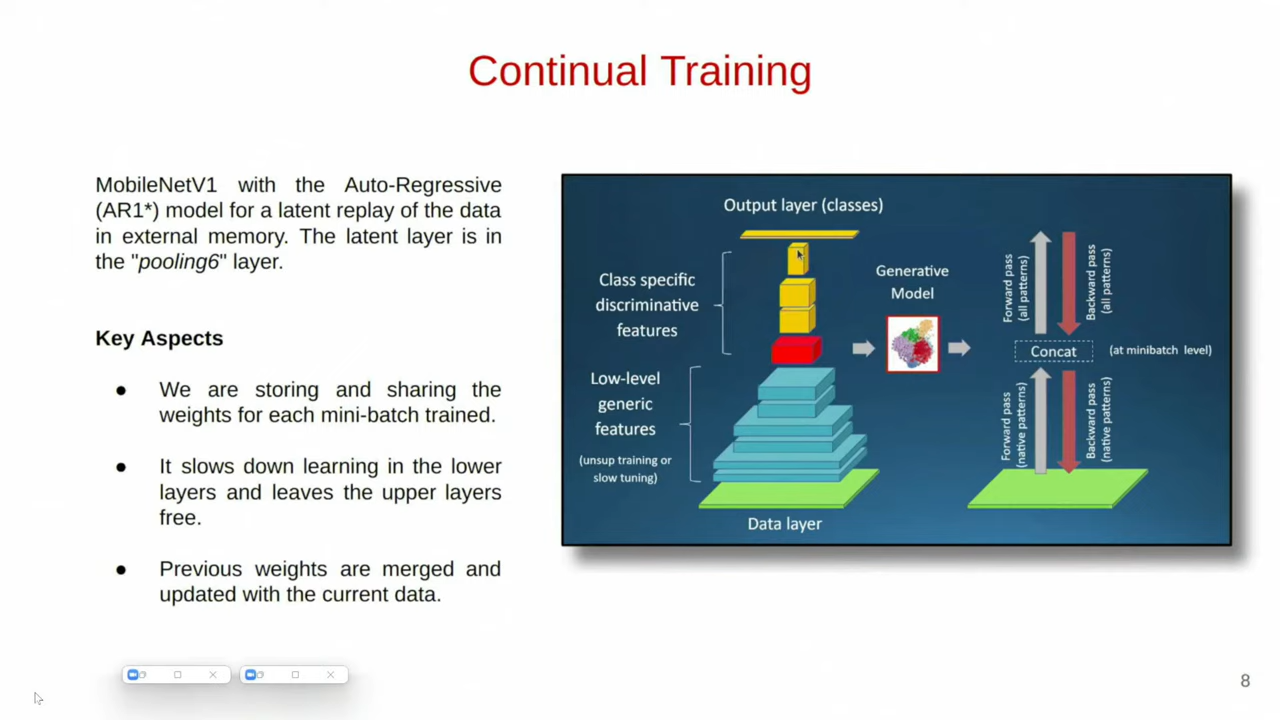 Continual Training
MobileNetV1 with the Auto-Regressive
(AR1*) model for a latent replay of the data
in external memory. The latent layer is in
the "pooling6" layer.
Key Aspects
● We are storing and sharing the
weights for each mini-batch trained.
● It slows down learning in the lower
layers and leaves the upper layers
free.
● Previous weights are merged and
updated with the current data.
Output layer (classes)
Class specific
discriminative
features
Low-level
generic
features
(unsup training or
slow tuning)
Data layer
Generative
Model
Forward pass
(all patterns)
Backward pass
(all patterns)
Concat
(at minibatch level)
Forward pass
(native patterns)
Backward pass
(native patterns)
8